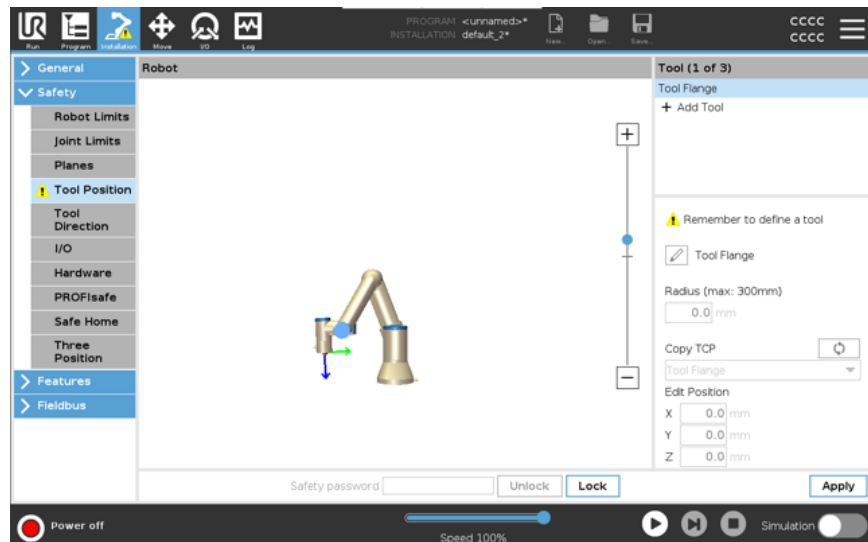 PROGRAM <unnamed>*
INSTALLATION default_2*
CCCC
CCCC
Run Program Installation Move I/O Log New... Open... Save...
General
Safety
Robot Limits
Joint Limits
Planes
Tool Position
Tool
Direction
I/O
Hardware
PROFIsafe
Safe Home
Three
Position
Features
Fieldbus
Robot
+
−
Tool (1 of 3)
Tool Flange
+ Add Tool
Remember to define a tool
Tool Flange
Radius (max: 300mm)
0.0 mm
Copy TCP
Tool Flange
Edit Position
X 0.0 mm
Y 0.0 mm
Z 0.0 mm
Safety password Unlock Lock Apply
Power off
Speed 100%
Simulation